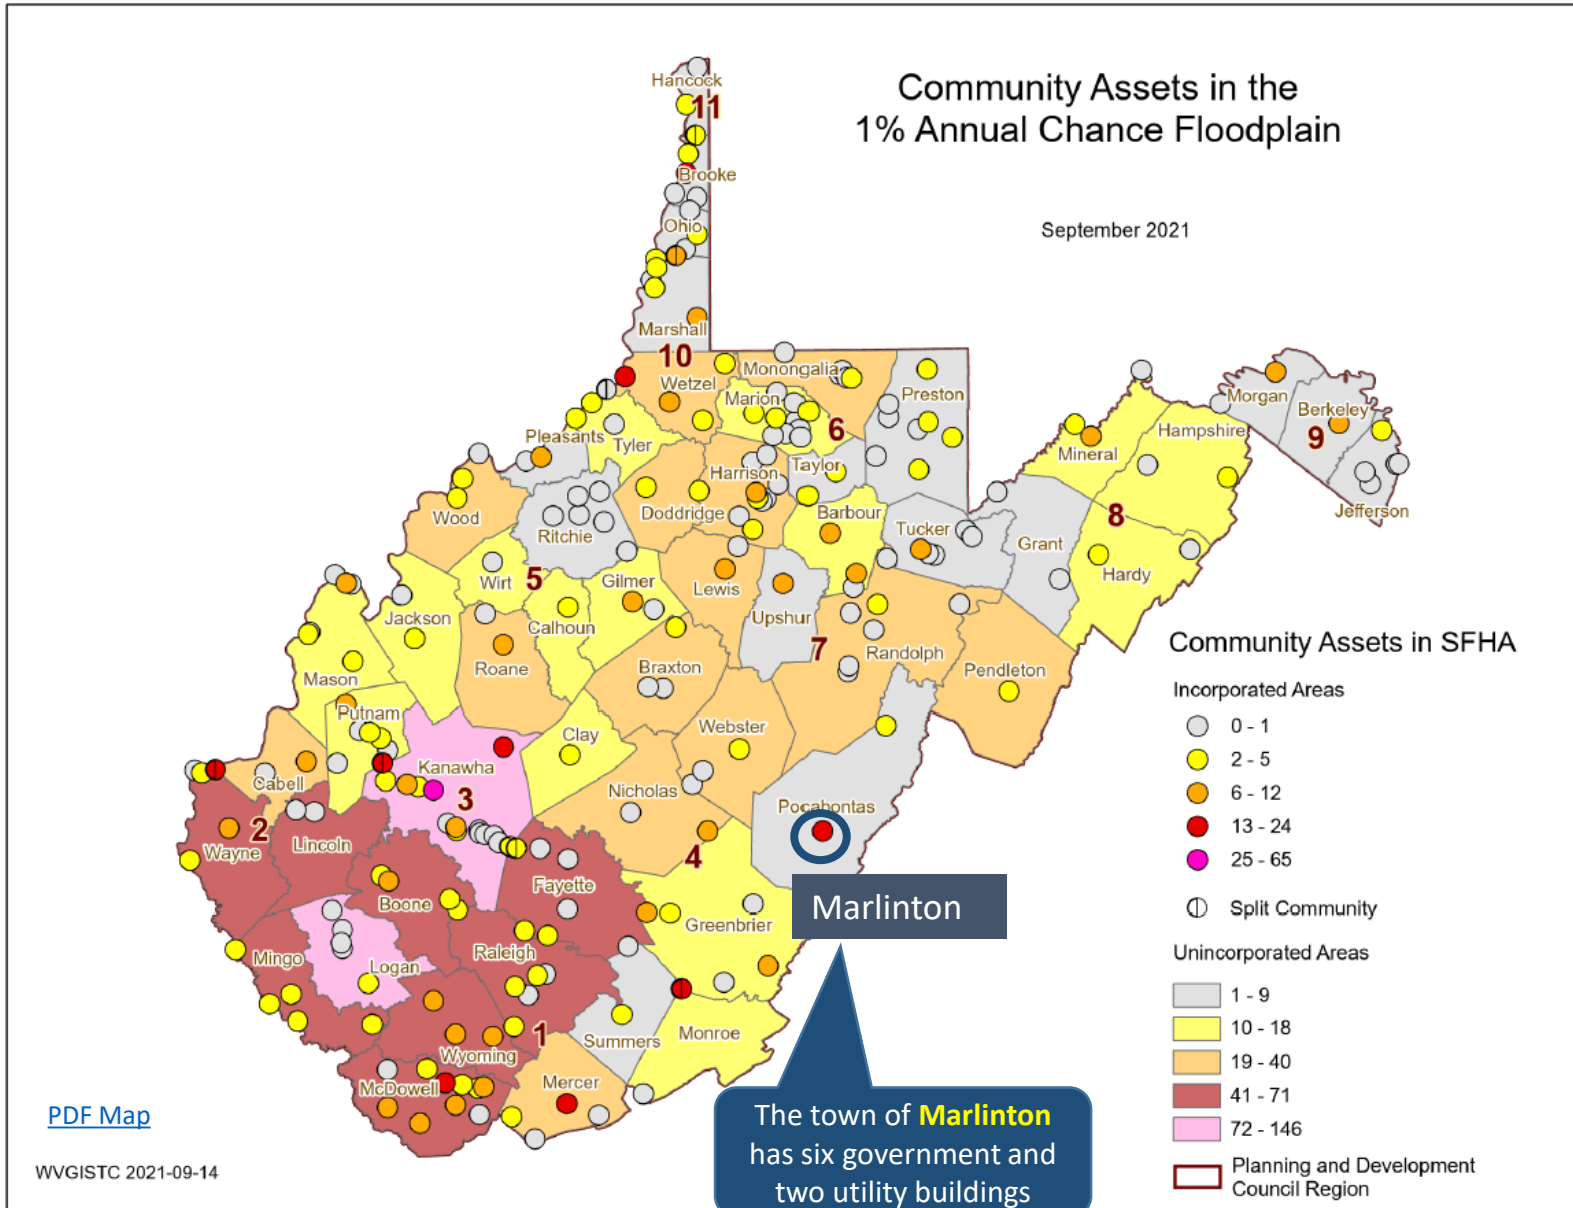 Community Assets in the
1% Annual Chance Floodplain
September 2021
Hancock
11
Brooke
Ohio
Marshall
10
Wetzel
Monongalia
Preston
Marion
6
Morgan
Berkeley
9
Jefferson
Hampshire
Mineral
8
Pleasants
Tyler
Harrison
Taylor
Wood
Doddridge
Barbour
Tucker
Grant
Ritchie
Hardy
Wirt
5
Gilmer
Lewis
Upshur
Jackson
Calhoun
Roane
Braxton
7
Randolph
Pendleton
Mason
Putnam
Webster
Clay
Kanawha
3
Cabell
Nicholas
Pocahontas
2
Wayne
Lincoln
4
Fayette
Boone
Greenbrier
Marlinton
Raleigh
Mingo
Logan
1
Summers
Monroe
Wyoming
McDowell
Mercer
The town of Marlinton
has six government and
two utility buildings
Community Assets in SFHA
Incorporated Areas
0 - 1
2 - 5
6 - 12
13 - 24
25 - 65
Split Community
Unincorporated Areas
1 - 9
10 - 18
19 - 40
41 - 71
72 - 146
Planning and Development
Council Region
PDF Map
WVGISTC 2021-09-14